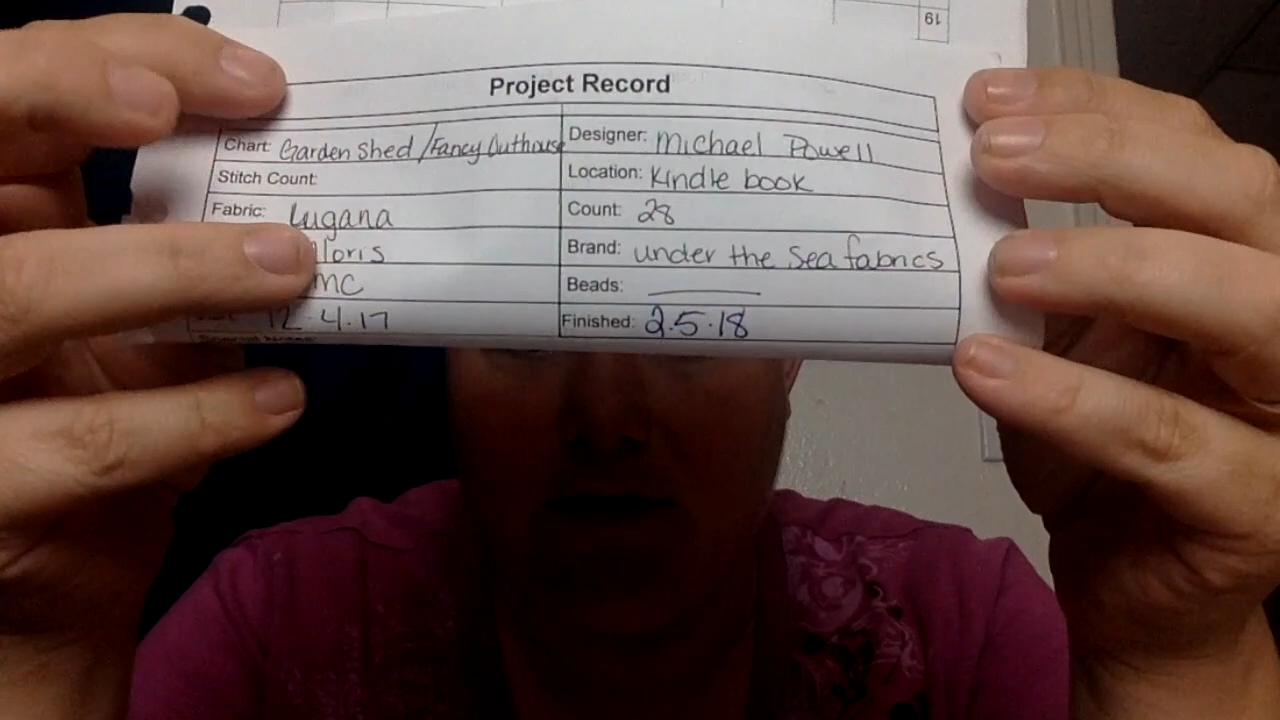 19
Project Record
Chart: Garden Shed / Fancy Outhouse Designer: Michael Powell
Stitch Count: Location: Kindle book
Fabric: Lugana Count: 28
loris Brand: under the sea fabrics
MC Beads:
12.4.17 Finished: 2.5.18